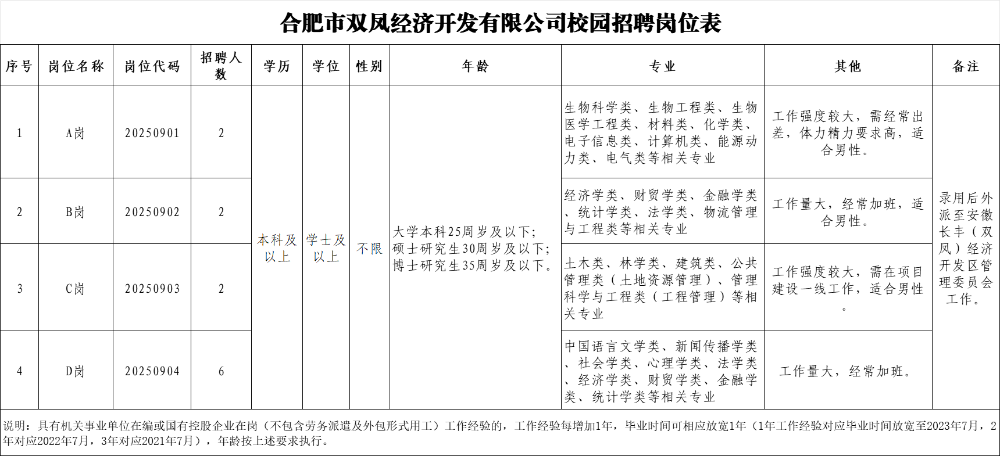 合肥市双凤经济开发有限公司校园招聘岗位表
序号 岗位名称 岗位代码 招聘人数 学历 学位 性别 年龄 专业 其他 备注
1 A岗 20250901 2
生物科学类、生物工程类、生物
医学工程类、材料类、化学类、
电子信息类、计算机类、能源动
力类、电气类等相关专业
工作强度较大，需经常出
差，体力精力要求高，适
合男性。
2 B岗 20250902 2
经济学类、财贸学类、金融学类
、统计学类、法学类、物流管理
与工程类等相关专业
工作量大，经常加班，适
合男性。
本科及
以上
学士及
以上
不限
大学本科25周岁及以下；
硕士研究生30周岁及以下；
博士研究生35周岁及以下。
录用后外
派至安徽
长丰（双
凤）经济
开发区管
理委员会
工作。
3 C岗 20250903 2
土木类、林学类、建筑类、公共
管理类（土地资源管理）、管理
科学与工程类（工程管理）等相
关专业
工作强度较大，需在项目
建设一线工作，适合男性
。
4 D岗 20250904 6
中国语言文学类、新闻传播学类
、社会学类、心理学类、法学类
、经济学类、财贸学类、金融学
类、统计学类等相关专业
工作量大，经常加班。
说明：具有机关事业单位在编或国有控股企业在岗（不包含劳务派遣及外包形式用工）工作经验的，工作经验每增加1年，毕业时间可相应放宽1年（1年工作经验对应毕业时间放宽至2023年7月，2
年对应2022年7月，3年对应2021年7月），年龄按上述要求执行。